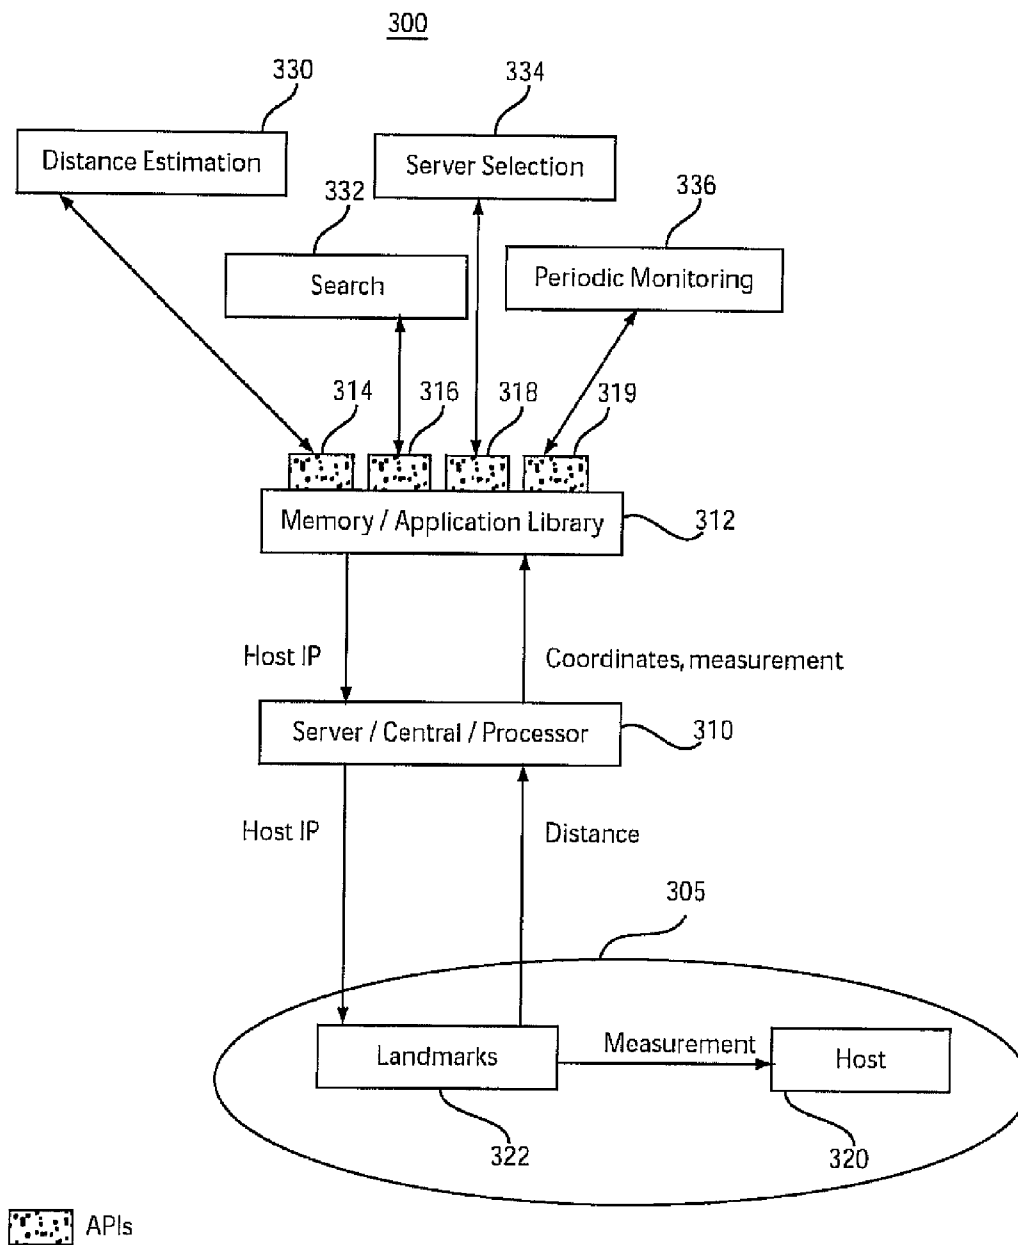 300
330
334
Distance Estimation
Server Selection
332
336
Search
Periodic Monitoring
314
316
318
319
Memory / Application Library
312
Host IP
Coordinates, measurement
Server / Central / Processor
310
Host IP
Distance
305
Landmarks
Measurement
Host
322
320
APIs